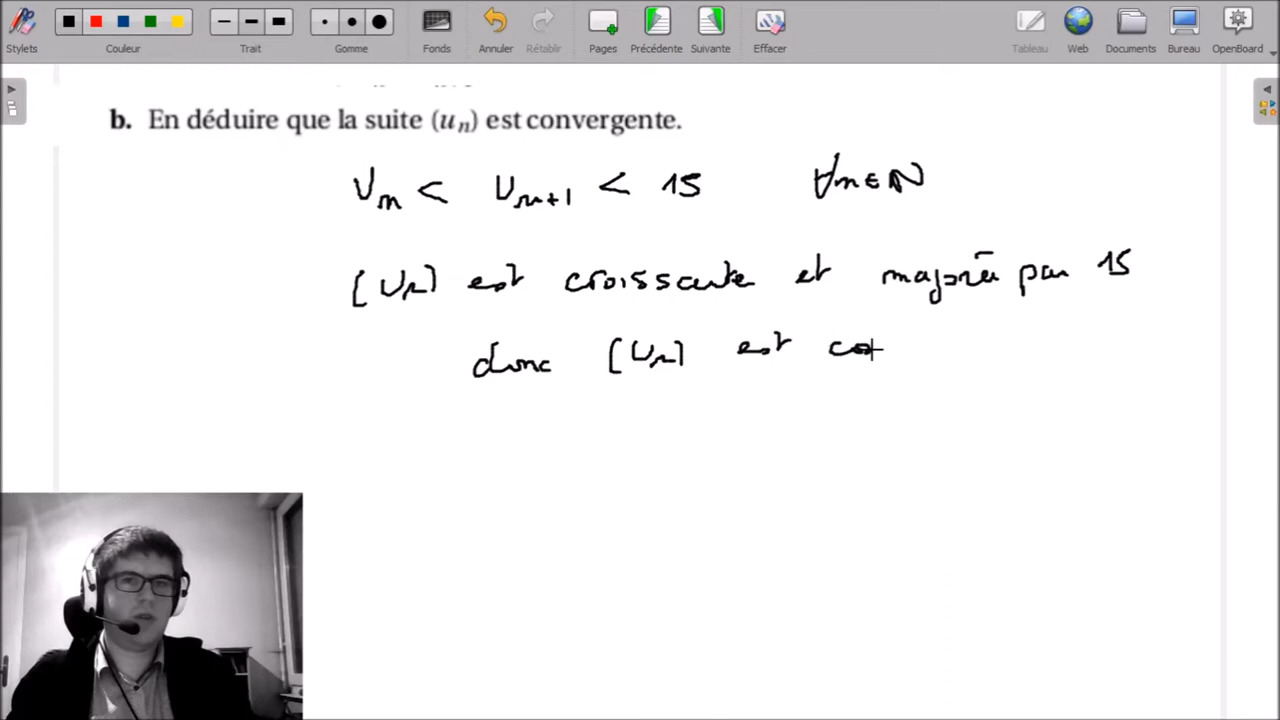 Stylets Couleur Trait Gomme Fonds Annuler Rétablir Pages Précédente Suivante Effacer Tableau Web Documents Bureau OpenBoard
b. En déduire que la suite (uₙ) est convergente.
Uₙ < Uₙ₊₁ < 15 ∀n∈ℕ
(Uₙ) est croissante et majorée par 15
donc (Uₙ) est